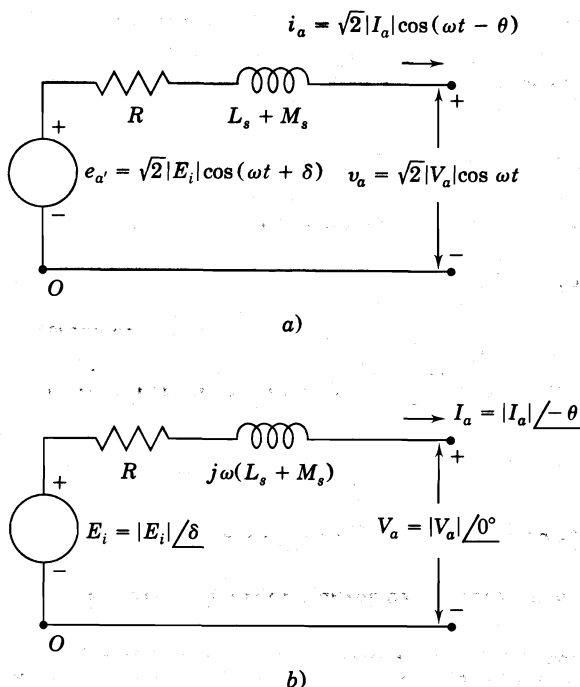 i_a = √2|I_a|cos(ωt − θ)
+
R
L_s + M_s
+
e_a' = √2|E_i|cos(ωt + δ)
v_a = √2|V_a|cos ωt
−
−
O
a)
I_a = |I_a|∠−θ
+
R
jω(L_s + M_s)
+
E_i = |E_i|∠δ
V_a = |V_a|∠0°
−
−
O
b)